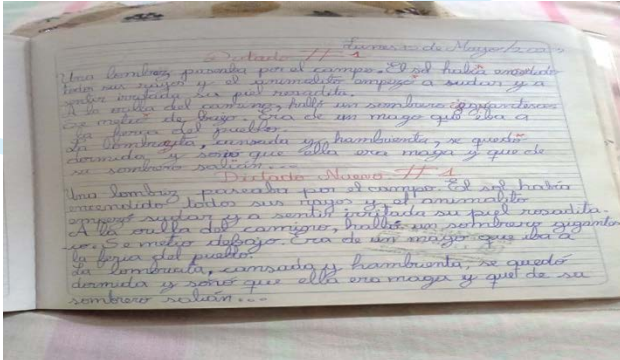 Lunes 10 de Mayo/20
Dictado # 1
Una lombriz paseaba por el campo. El sol había encendido
todos sus rayos y el animalito empezó a sudar y a
sentir irritada su piel rosadita.
A la orilla del camino, halló un sombrero gigantesco
Se metió de bajo. Era de un mago que iba a
la feria del pueblo.
La lombricita, cansada y hambrienta, se quedó
dormida y soñó que ella era maga y que de
su sombrero salían...
Dictado Nuevo # 1
Una lombriz paseaba por el campo. El sol había
encendido todos sus rayos y el animalito
empezó sudar y a sentir irritada su piel rosadita.
A la orilla del camino, halló un sombrero gigantes
co. Se metió debajo. Era de un mago que iba a
la feria del pueblo.
La lombricita, cansada y hambrienta, se quedó
dormida y soñó que ella era maga y que de su
sombrero salían...